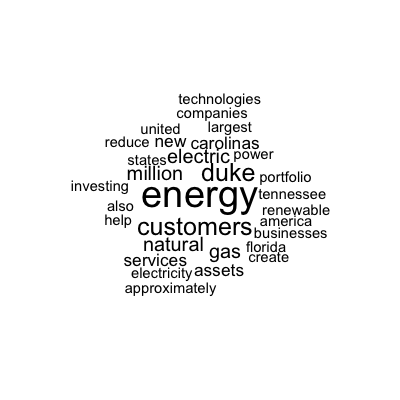 technologies
companies
united largest
reduce new carolinas
states electric power
million duke portfolio
investing energy tennessee
also renewable
help customers america
businesses
natural gas florida
services create
electricity assets
approximately